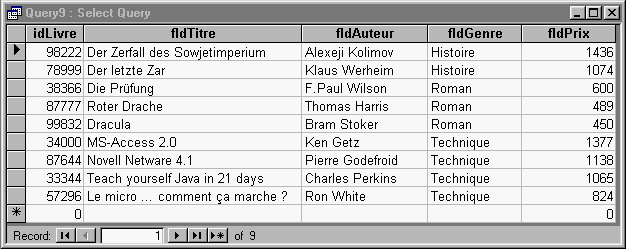 Query9 : Select Query
idLivre fldTitre fldAuteur fldGenre fldPrix
98222 Der Zerfall des Sowjetimperium Alexeji Kolimov Histoire 1436
78999 Der letzte Zar Klaus Werheim Histoire 1074
38366 Die Prüfung F.Paul Wilson Roman 600
87777 Roter Drache Thomas Harris Roman 489
99832 Dracula Bram Stoker Roman 450
34000 MS-Access 2.0 Ken Getz Technique 1377
87644 Novell Netware 4.1 Pierre Godefroid Technique 1138
33344 Teach yourself Java in 21 days Charles Perkins Technique 1065
57296 Le micro ... comment ça marche ? Ron White Technique 824
0 0
Record: 1 of 9